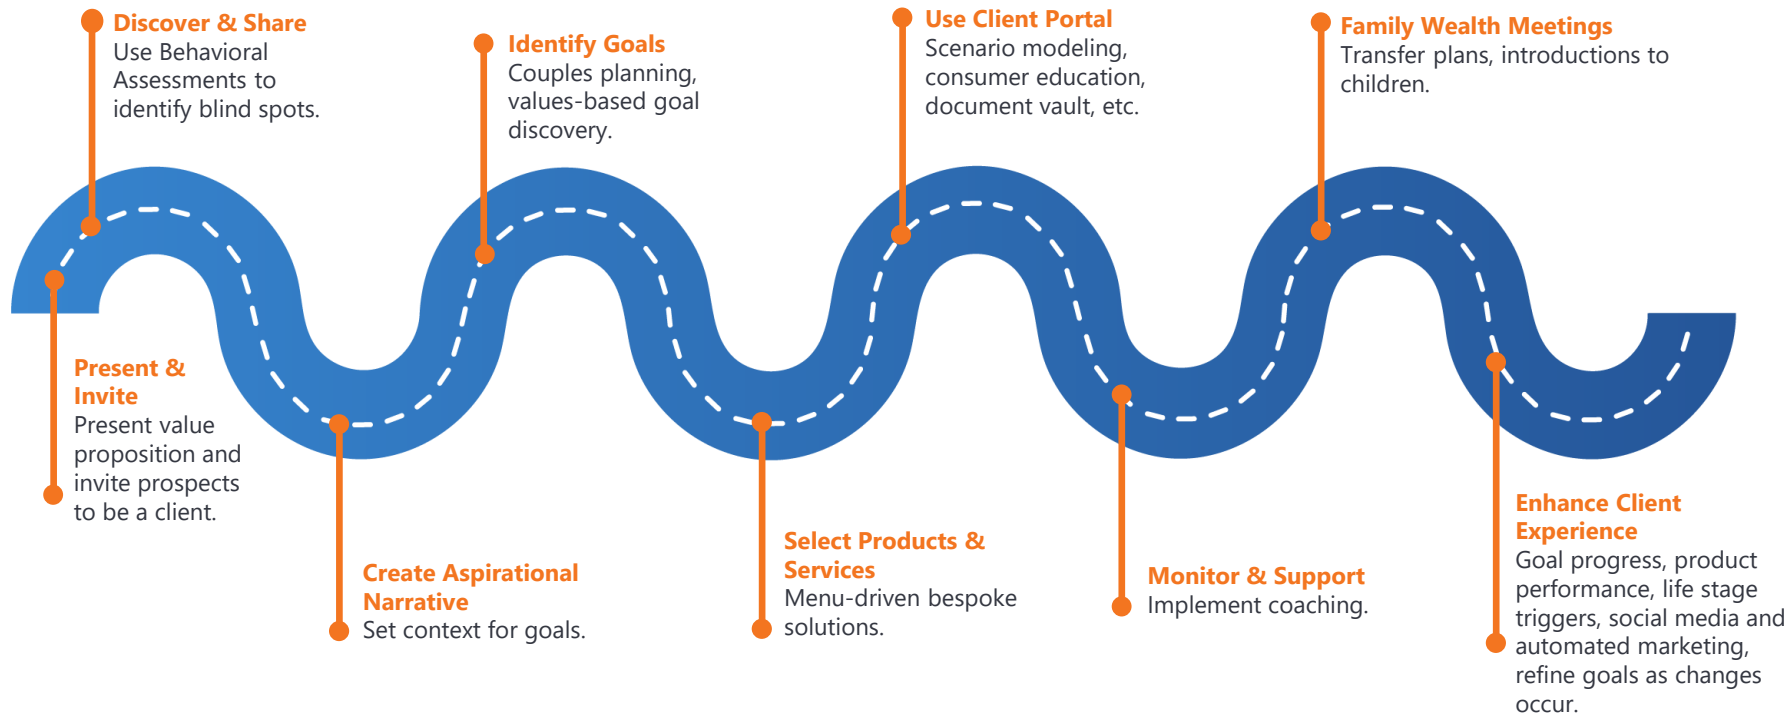 Discover & Share
Use Behavioral
Assessments to
identify blind spots.
Identify Goals
Couples planning,
values-based goal
discovery.
Use Client Portal
Scenario modeling,
consumer education,
document vault, etc.
Family Wealth Meetings
Transfer plans, introductions to
children.
Present &
Invite
Present value
proposition and
invite prospects
to be a client.
Create Aspirational
Narrative
Set context for goals.
Select Products &
Services
Menu-driven bespoke
solutions.
Monitor & Support
Implement coaching.
Enhance Client
Experience
Goal progress, product
performance, life stage
triggers, social media and
automated marketing,
refine goals as changes
occur.